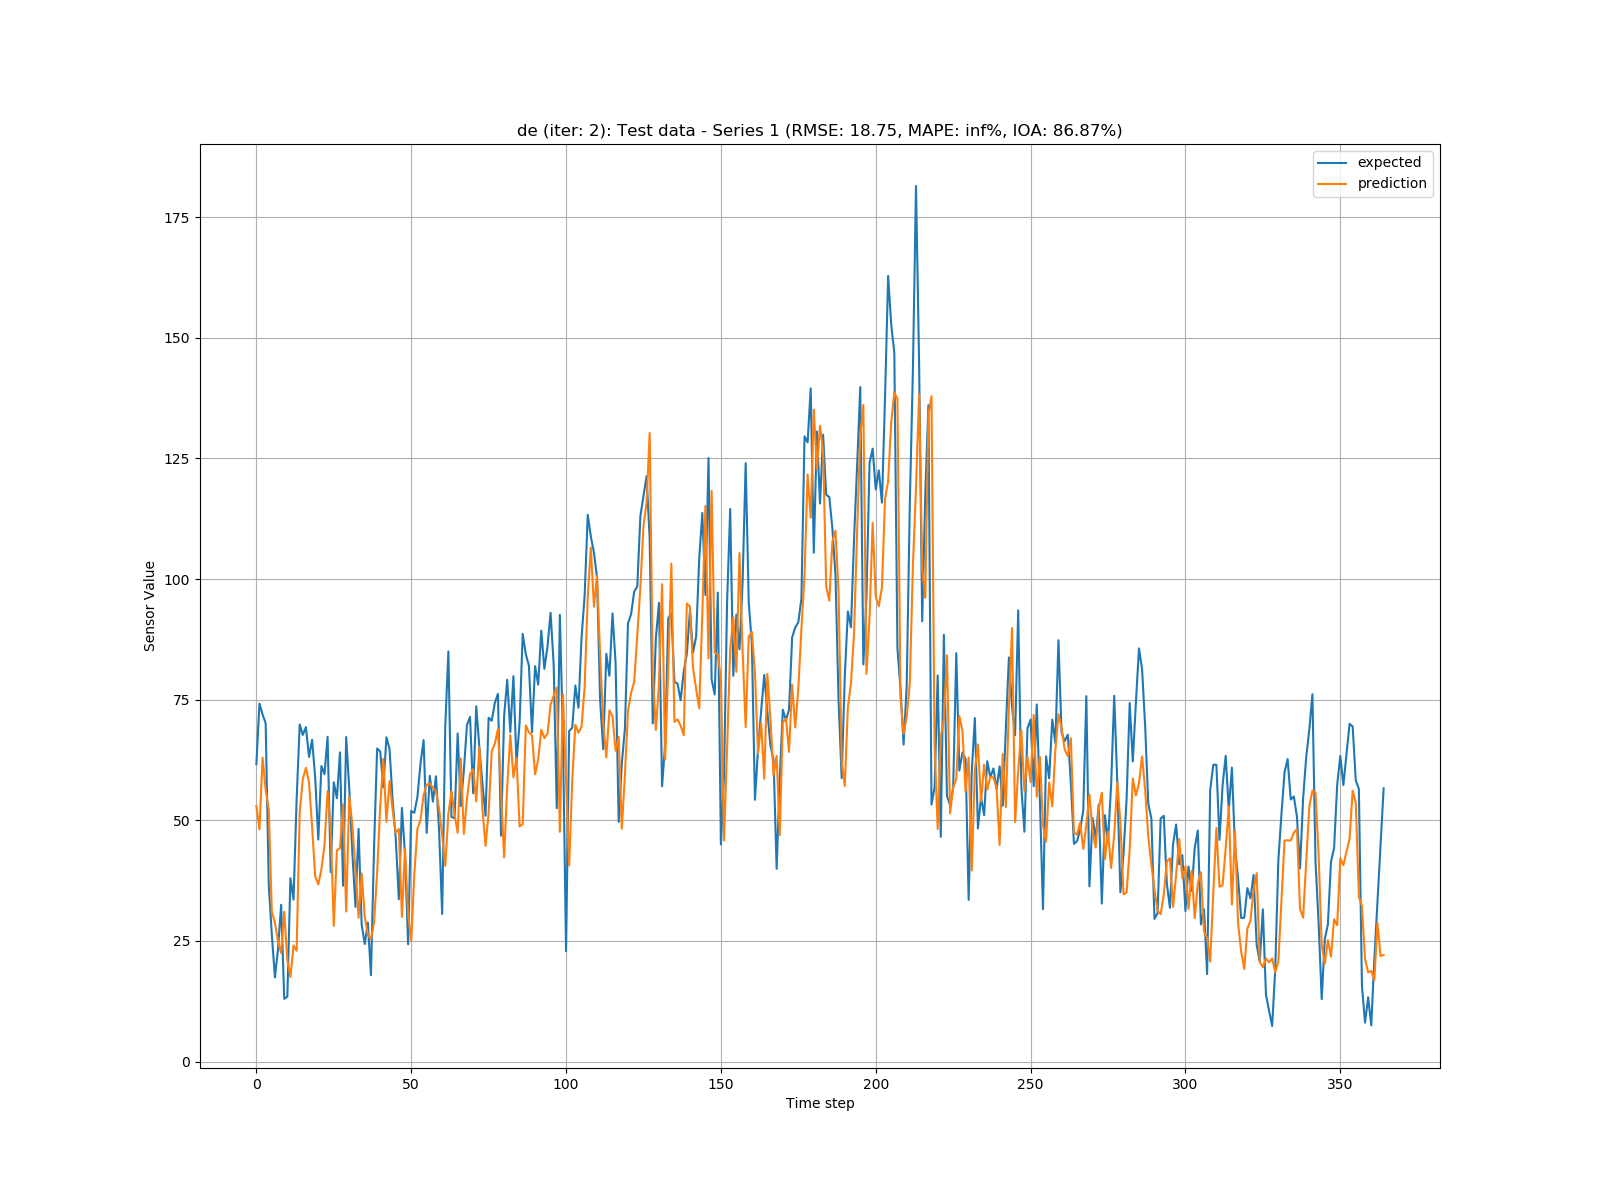 de (iter: 2): Test data - Series 1 (RMSE: 18.75, MAPE: inf%, IOA: 86.87%)
expected
prediction
175
150
125
100
75
50
25
0
Sensor Value
0 50 100 150 200 250 300 350
Time step